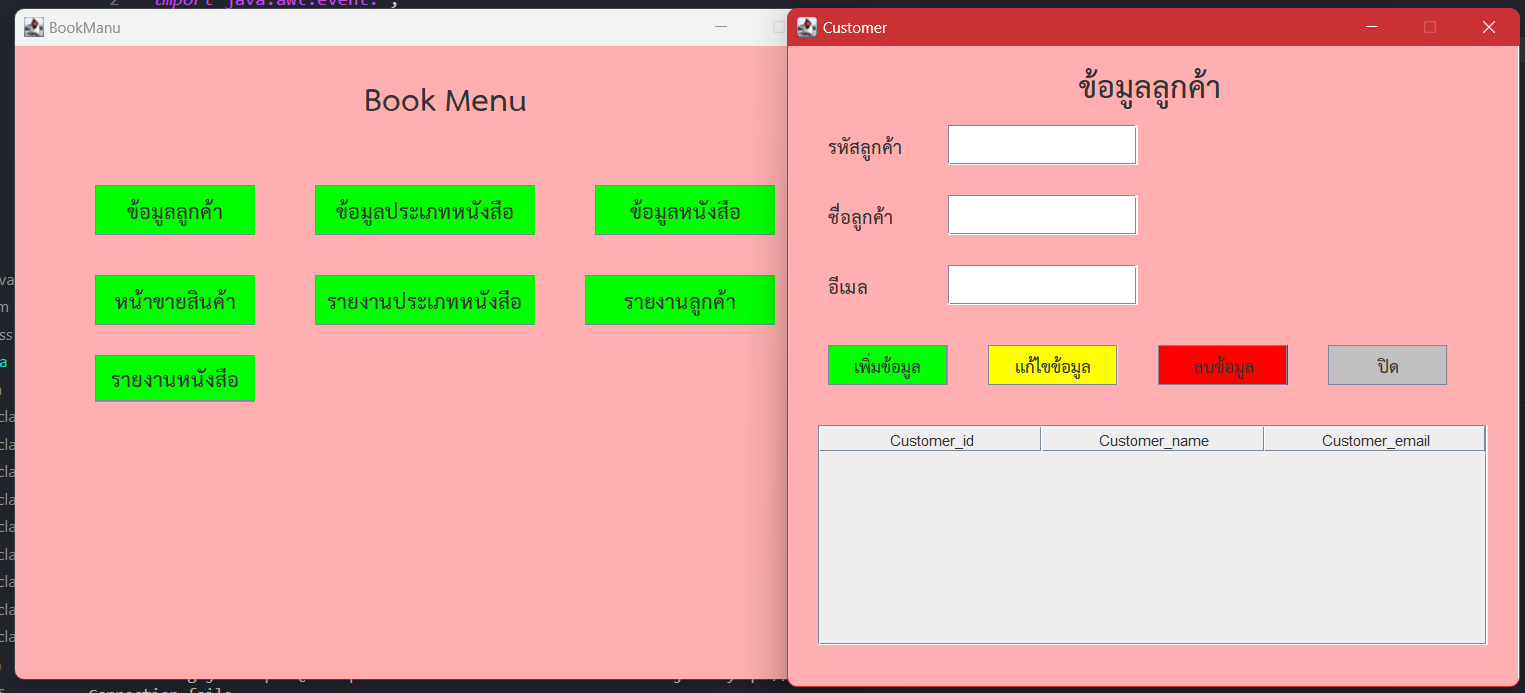 import java.awt.event.*;
BookManu
Book Menu
ข้อมูลลูกค้า
ข้อมูลประเภทหนังสือ
ข้อมูลหนังสือ
หน้าขายสินค้า
รายงานประเภทหนังสือ
รายงานลูกค้า
รายงานหนังสือ
Customer
ข้อมูลลูกค้า
รหัสลูกค้า
ชื่อลูกค้า
อีเมล
เพิ่มข้อมูล
แก้ไขข้อมูล
ลบข้อมูล
ปิด
Customer_id Customer_name Customer_email